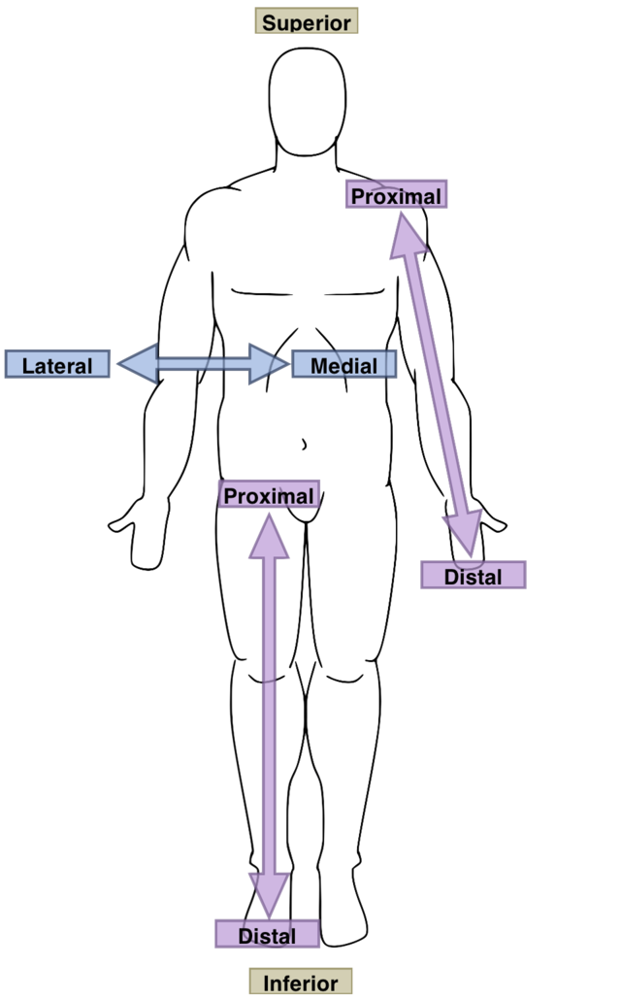 Superior
Proximal
Lateral
Medial
Proximal
Distal
Distal
Inferior